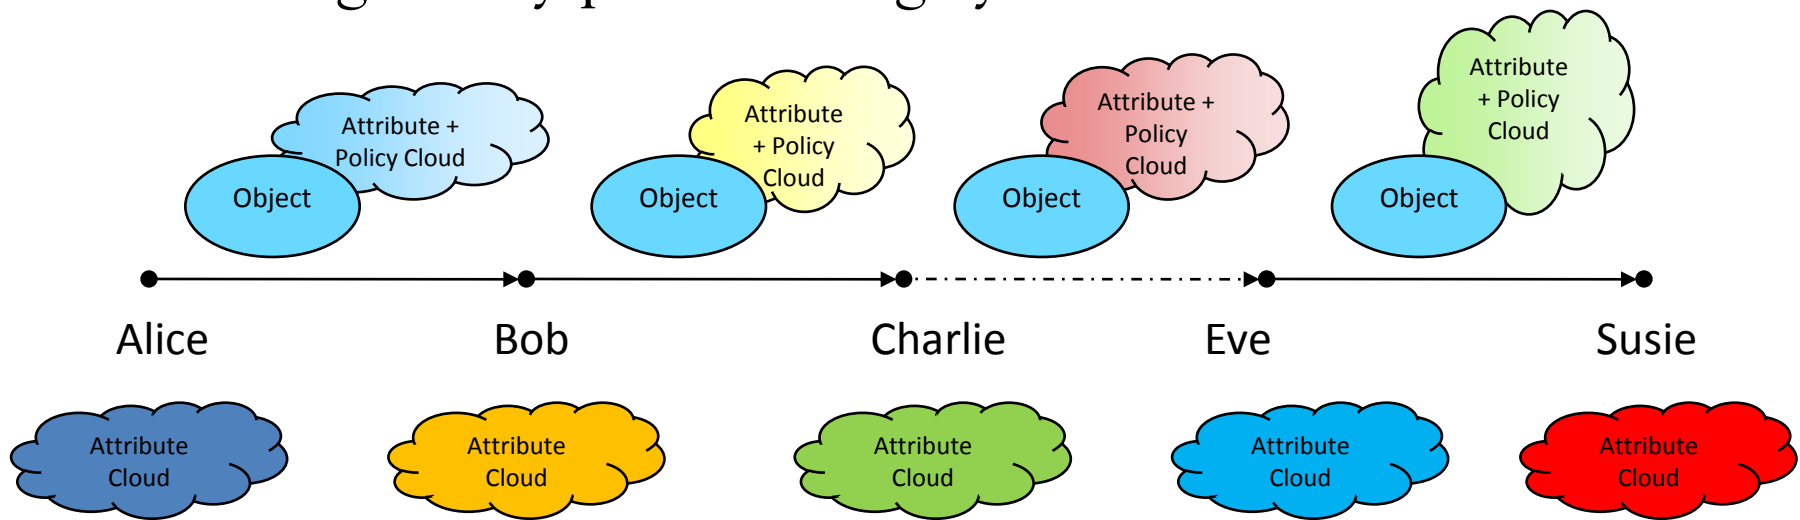 Attribute +
Policy Cloud
Object
Attribute
+ Policy
Cloud
Object
Attribute +
Policy
Cloud
Object
Attribute
+ Policy
Cloud
Object
Alice
Bob
Charlie
Eve
Susie
Attribute
Cloud
Attribute
Cloud
Attribute
Cloud
Attribute
Cloud
Attribute
Cloud